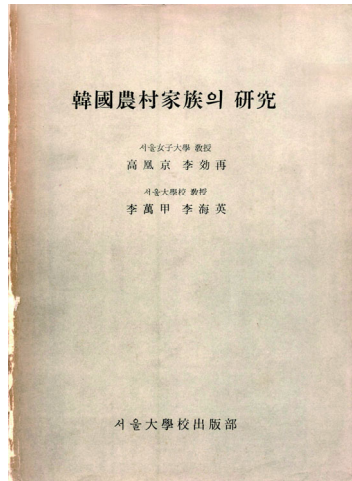 韓國農村家族의 研究
서울女子大學 敎授
高凰京 李効再
서울大學校 敎授
李萬甲 李海英
서울大學校出版部